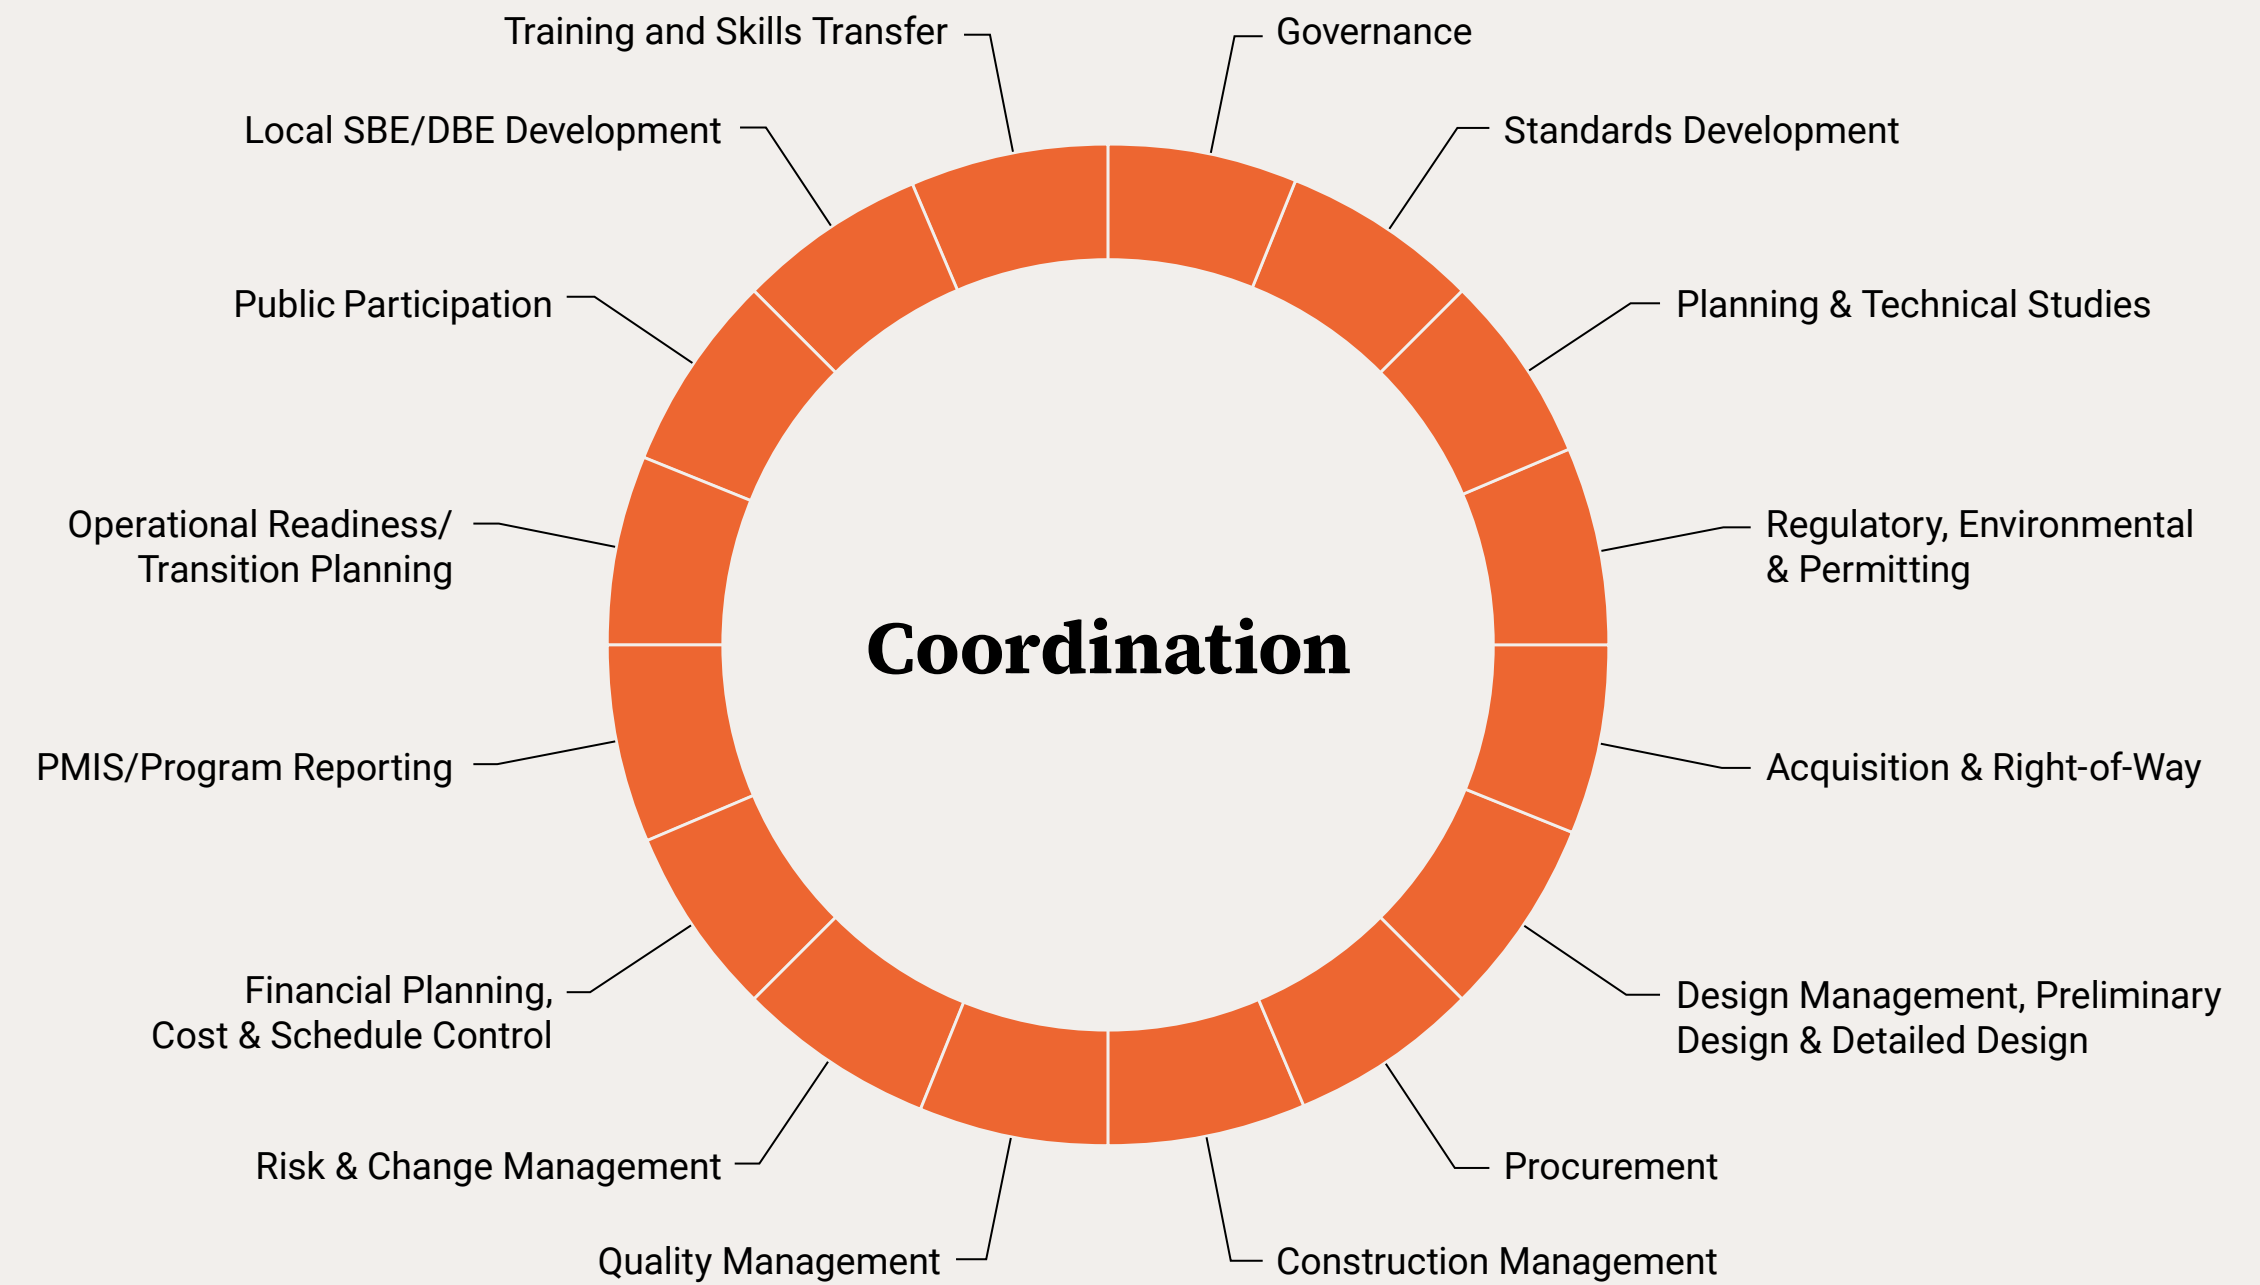 Training and Skills Transfer
Governance
Local SBE/DBE Development
Standards Development
Public Participation
Planning & Technical Studies
Operational Readiness/
Transition Planning
Regulatory, Environmental
& Permitting
Coordination
PMIS/Program Reporting
Acquisition & Right-of-Way
Financial Planning,
Cost & Schedule Control
Design Management, Preliminary
Design & Detailed Design
Risk & Change Management
Procurement
Quality Management
Construction Management